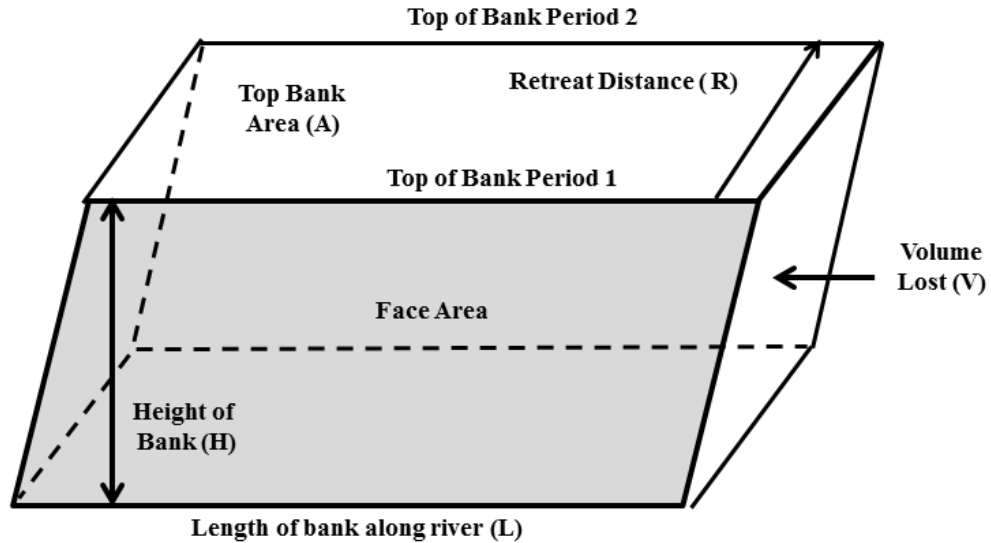 Top of Bank Period 2
Retreat Distance ( R)
Top Bank
Area (A)
Top of Bank Period 1
Volume
Lost (V)
Face Area
Height of
Bank (H)
Length of bank along river (L)